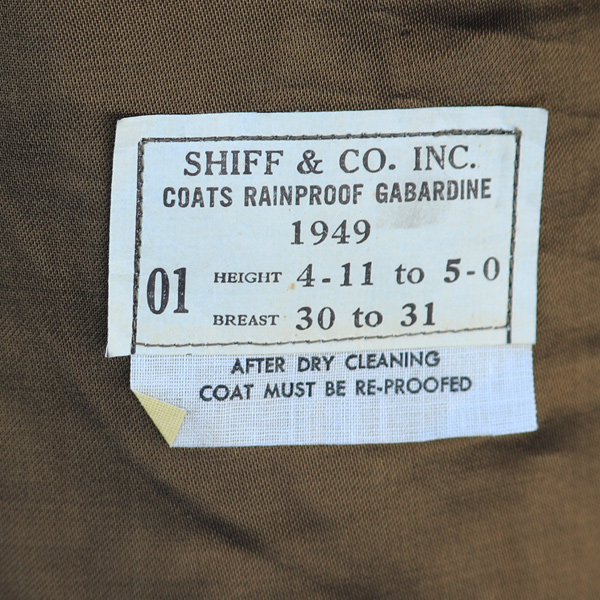 SHIFF & CO. INC.
COATS RAINPROOF GABARDINE
1949
01
HEIGHT 4-11 to 5-0
BREAST 30 to 31
AFTER DRY CLEANING
COAT MUST BE RE-PROOFED